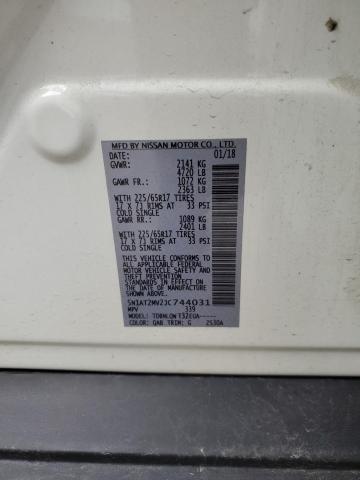 MFD BY NISSAN MOTOR CO., LTD.
DATE: 01/18
GVWR: 2141 KG
4720 LB
GAWR FR.: 1072 KG
2363 LB
WITH 225/65R17 TIRES
17 X 7J RIMS AT 33 PSI
COLD SINGLE
GAWR RR.: 1089 KG
2401 LB
WITH 225/65R17 TIRES
17 X 7J RIMS AT 33 PSI
COLD SINGLE
THIS VEHICLE CONFORMS TO
ALL APPLICABLE FEDERAL
MOTOR VEHICLE SAFETY
AND THEFT PREVENTION
STANDARDS IN EFFECT ON
THE DATE OF MANUFACTURE
SHOWN ABOVE.
5N1AT2MV2JC744031
MPV 339
MODEL:
COLOR: QAB TRIM: G 2530A